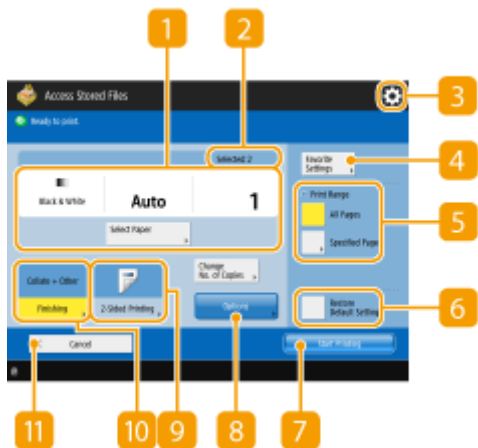 1
2
Access Stored Files
3
Ready to print.
Selected: 2
Favorite
Settings
4
Black & White
Auto
1
Print Range
All Pages
5
Select Paper
Specified Page
Collate + Other
Change
No. of Copies
Finishing
2-Sided Printing
Options
Restore
Default Setting
6
Cancel
Start Printing
11
10
9
8
7